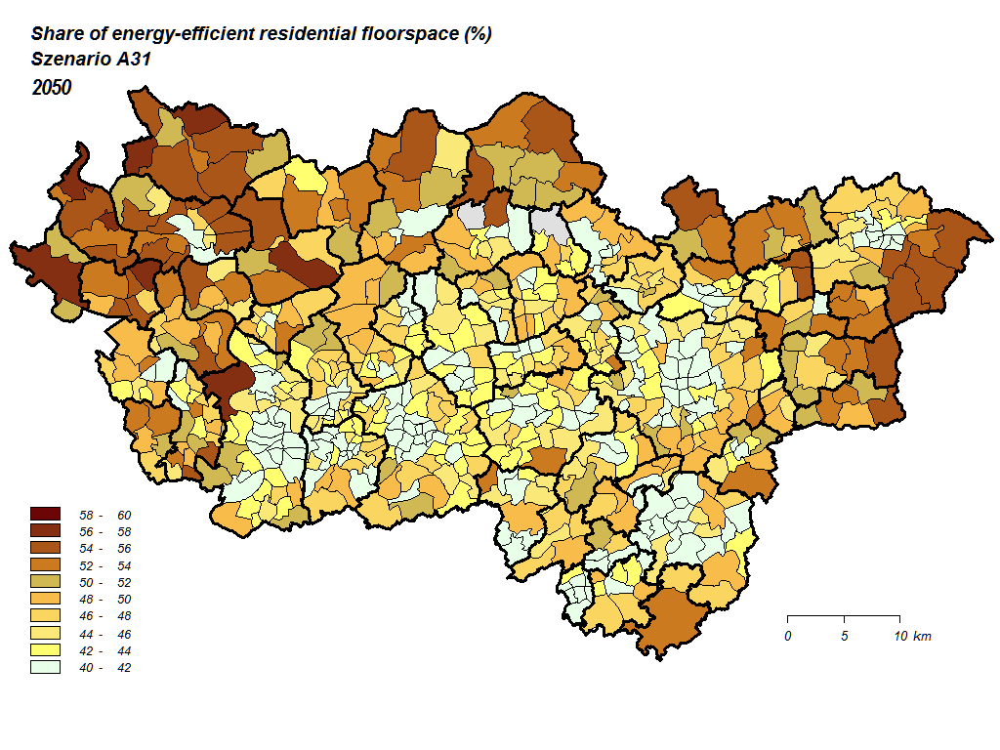 Share of energy-efficient residential floorspace (%)
Szenario A31
2050
58 - 60
56 - 58
54 - 56
52 - 54
50 - 52
48 - 50
46 - 48
44 - 46
42 - 44
40 - 42
0 5 10 km